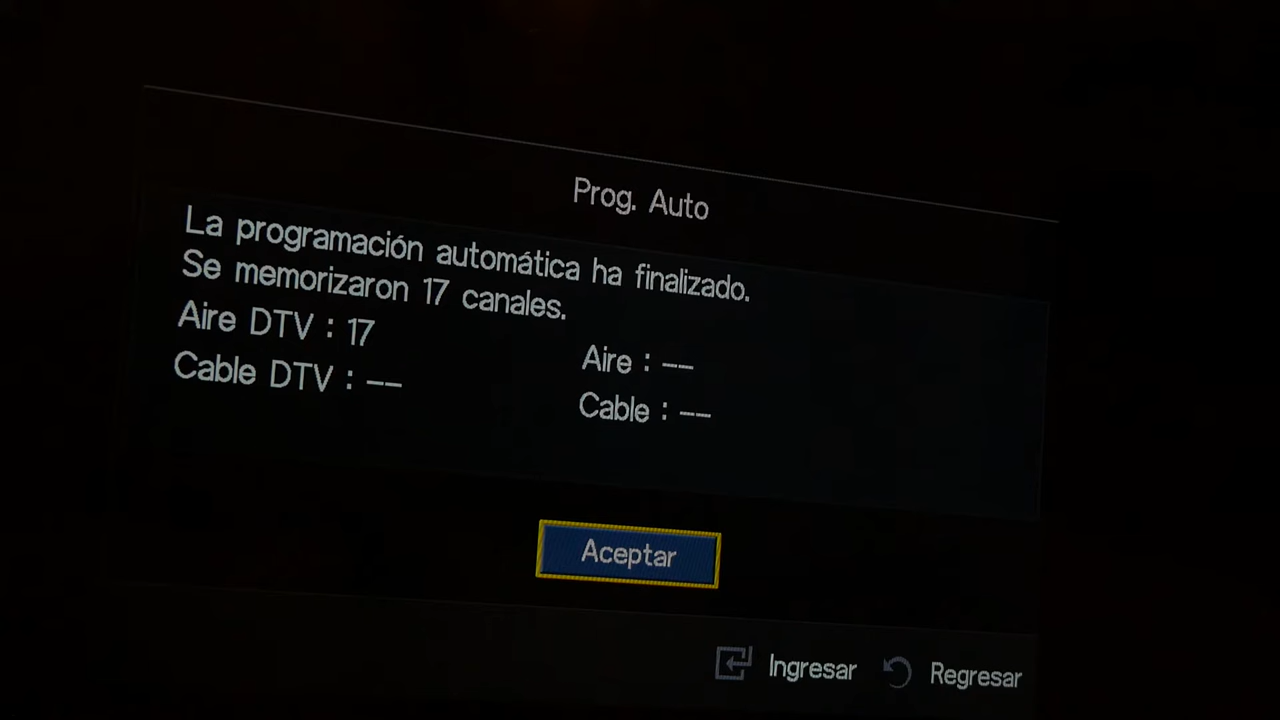 Prog. Auto
La programación automática ha finalizado.
Se memorizaron 17 canales.
Aire DTV : 17
Aire : --
Cable DTV : --
Cable : --
Aceptar
Ingresar
Regresar